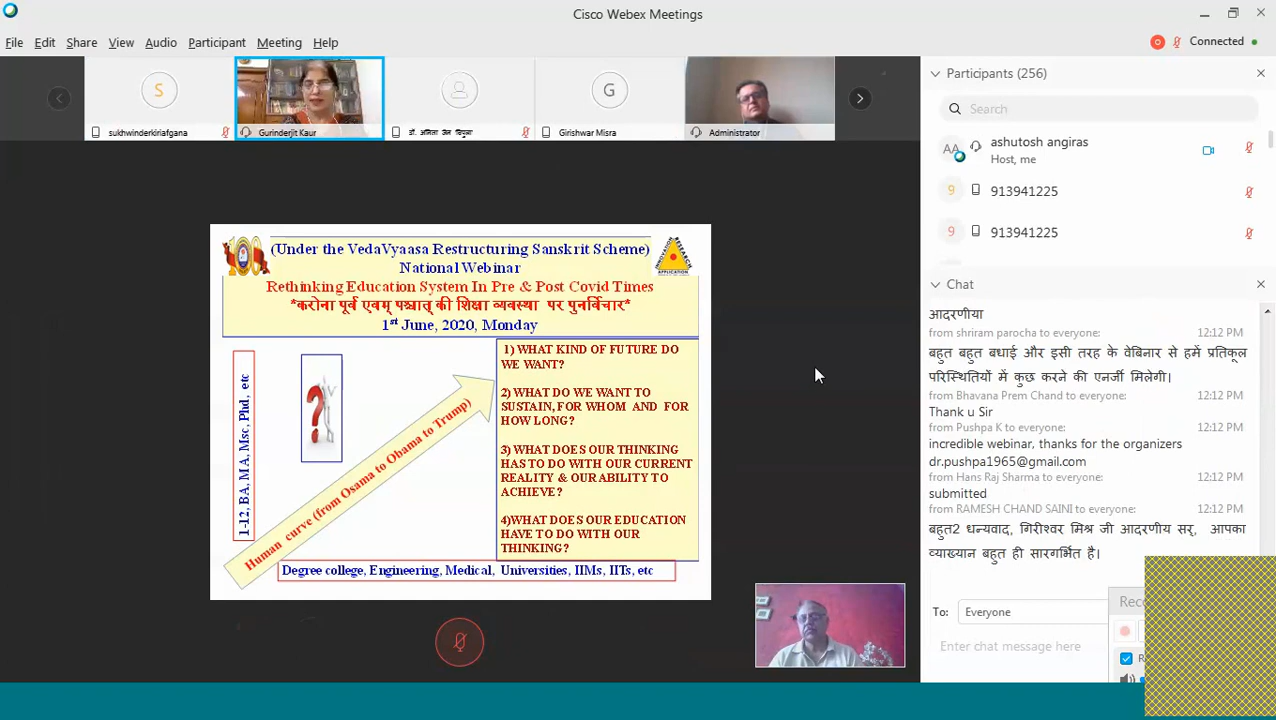 Cisco Webex Meetings
File Edit Share View Audio Participant Meeting Help
Connected
S
sukhwinderkiriafgana
Gurinderjit Kaur
G
Girishwar Misra
Administrator
Participants (256)
Search
AA
ashutosh angiras
Host, me
9
913941225
9
913941225
(Under the VedaVyaasa Restructuring Sanskrit Scheme)
National Webinar
Rethinking Education System In Pre & Post Covid Times
*करोना पूर्व एवम् पश्चात् की शिक्षा व्यवस्था पर पुनर्विचार*
1st June, 2020, Monday
INNOVATION
RESEARCH
APPLICATION
1-12, BA, MA, Msc, Phd, etc
?
Human curve (from Osama to Obama to Trump)
1) WHAT KIND OF FUTURE DO
WE WANT?
2) WHAT DO WE WANT TO
SUSTAIN, FOR WHOM AND FOR
HOW LONG?
3) WHAT DOES OUR THINKING
HAS TO DO WITH OUR CURRENT
REALITY & OUR ABILITY TO
ACHIEVE?
4)WHAT DOES OUR EDUCATION
HAVE TO DO WITH OUR
THINKING?
Degree college, Engineering, Medical, Universities, IIMs, IITs, etc
Chat
आदरणीया
from shriram parocha to everyone: 12:12 PM
बहुत बहुत बधाई और इसी तरह के वेबिनार से हमें प्रतिकूल
परिस्थितियों में कुछ करने की एनर्जी मिलेगी।
from Bhavana Prem Chand to everyone: 12:12 PM
Thank u Sir
from Pushpa K to everyone: 12:12 PM
incredible webinar, thanks for the organizers
dr.pushpa1965@gmail.com
from Hans Raj Sharma to everyone: 12:12 PM
submitted
from RAMESH CHAND SAINI to everyone: 12:12 PM
बहुत2 धन्यवाद, गिरीश्वर मिश्र जी आदरणीय सर्, आपका
व्याख्यान बहुत ही सारगर्भित है।
To: Everyone
Enter chat message here